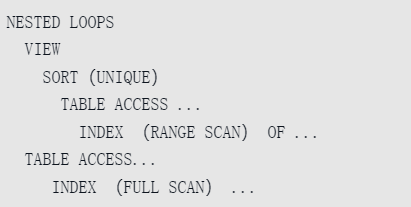 NESTED LOOPS
VIEW
SORT (UNIQUE)
TABLE ACCESS ...
INDEX (RANGE SCAN) OF ...
TABLE ACCESS...
INDEX (FULL SCAN) ...